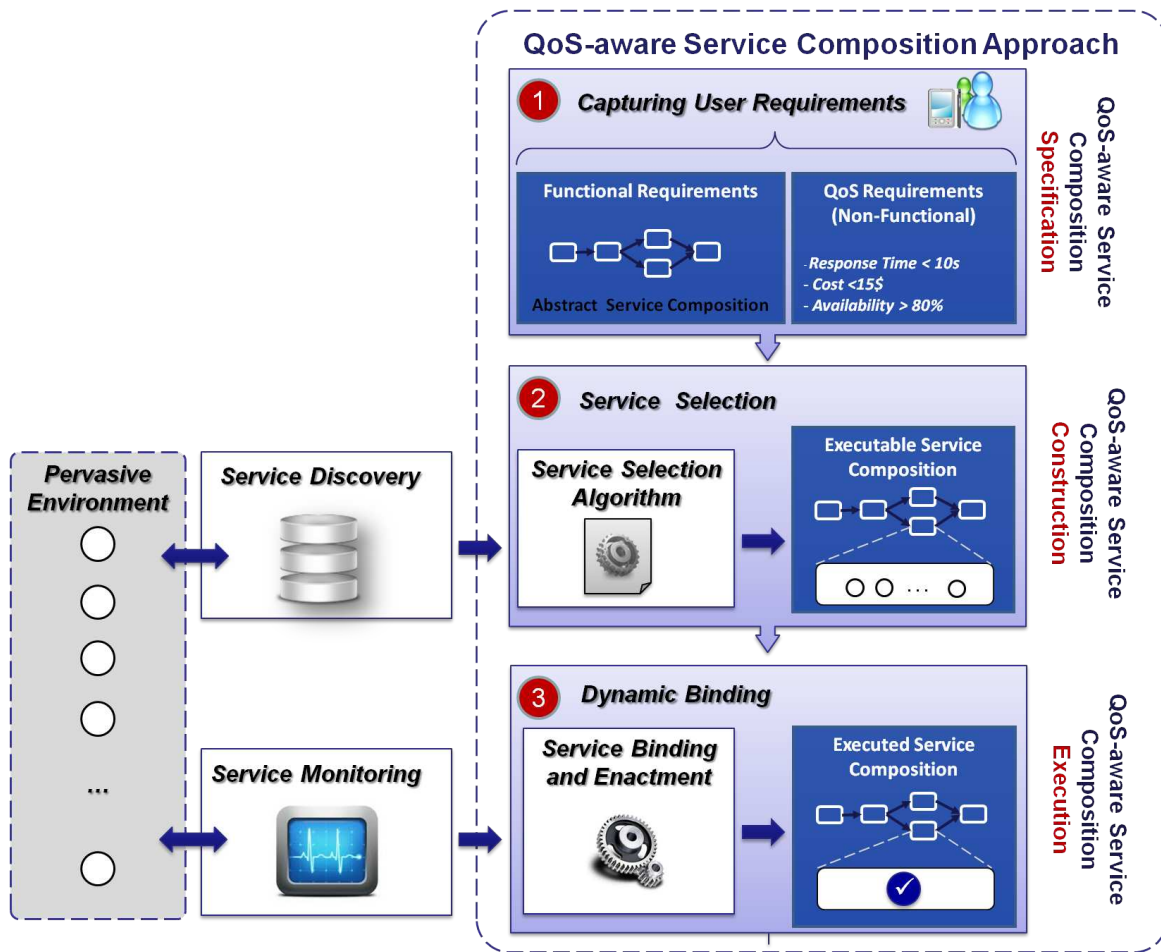 QoS-aware Service Composition Approach
1
Capturing User Requirements
Functional Requirements
Abstract Service Composition
QoS Requirements
(Non-Functional)
- Response Time < 10s
- Cost <15$
- Availability > 80%
QoS-aware Service
Composition
Specification
2
Service Selection
Service Selection
Algorithm
Executable Service
Composition
...
QoS-aware Service
Composition
Construction
Pervasive
Environment
...
Service Discovery
Service Monitoring
3
Dynamic Binding
Service Binding
and Enactment
Executed Service
Composition
QoS-aware Service
Composition
Execution